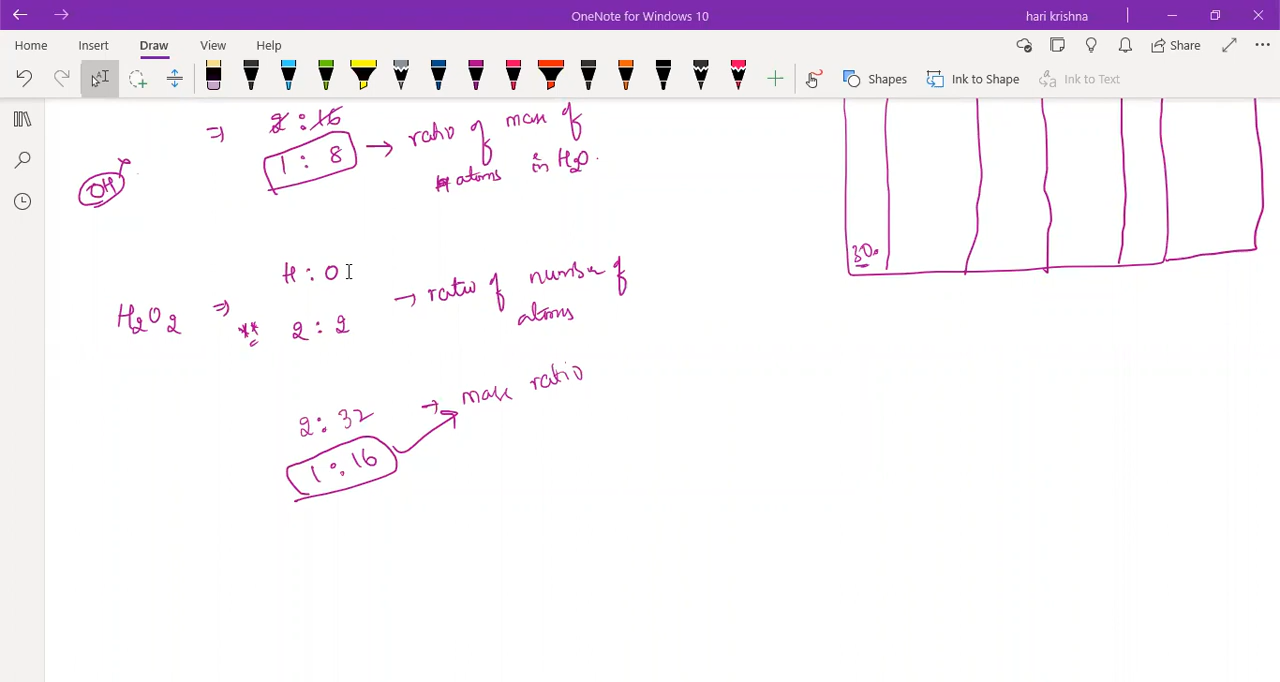 OneNote for Windows 10
hari krishna
Home Insert Draw View Help
Share
Shapes
Ink to Shape
Ink to Text
⇒ 2 : 16
1 : 8 → ratio of mass of
atoms in H2O.
OH
30.
H : O
H2O2 ⇒ ** 2 : 2 → ratio of number of
atoms
2 : 32 → mass ratio
1 : 16